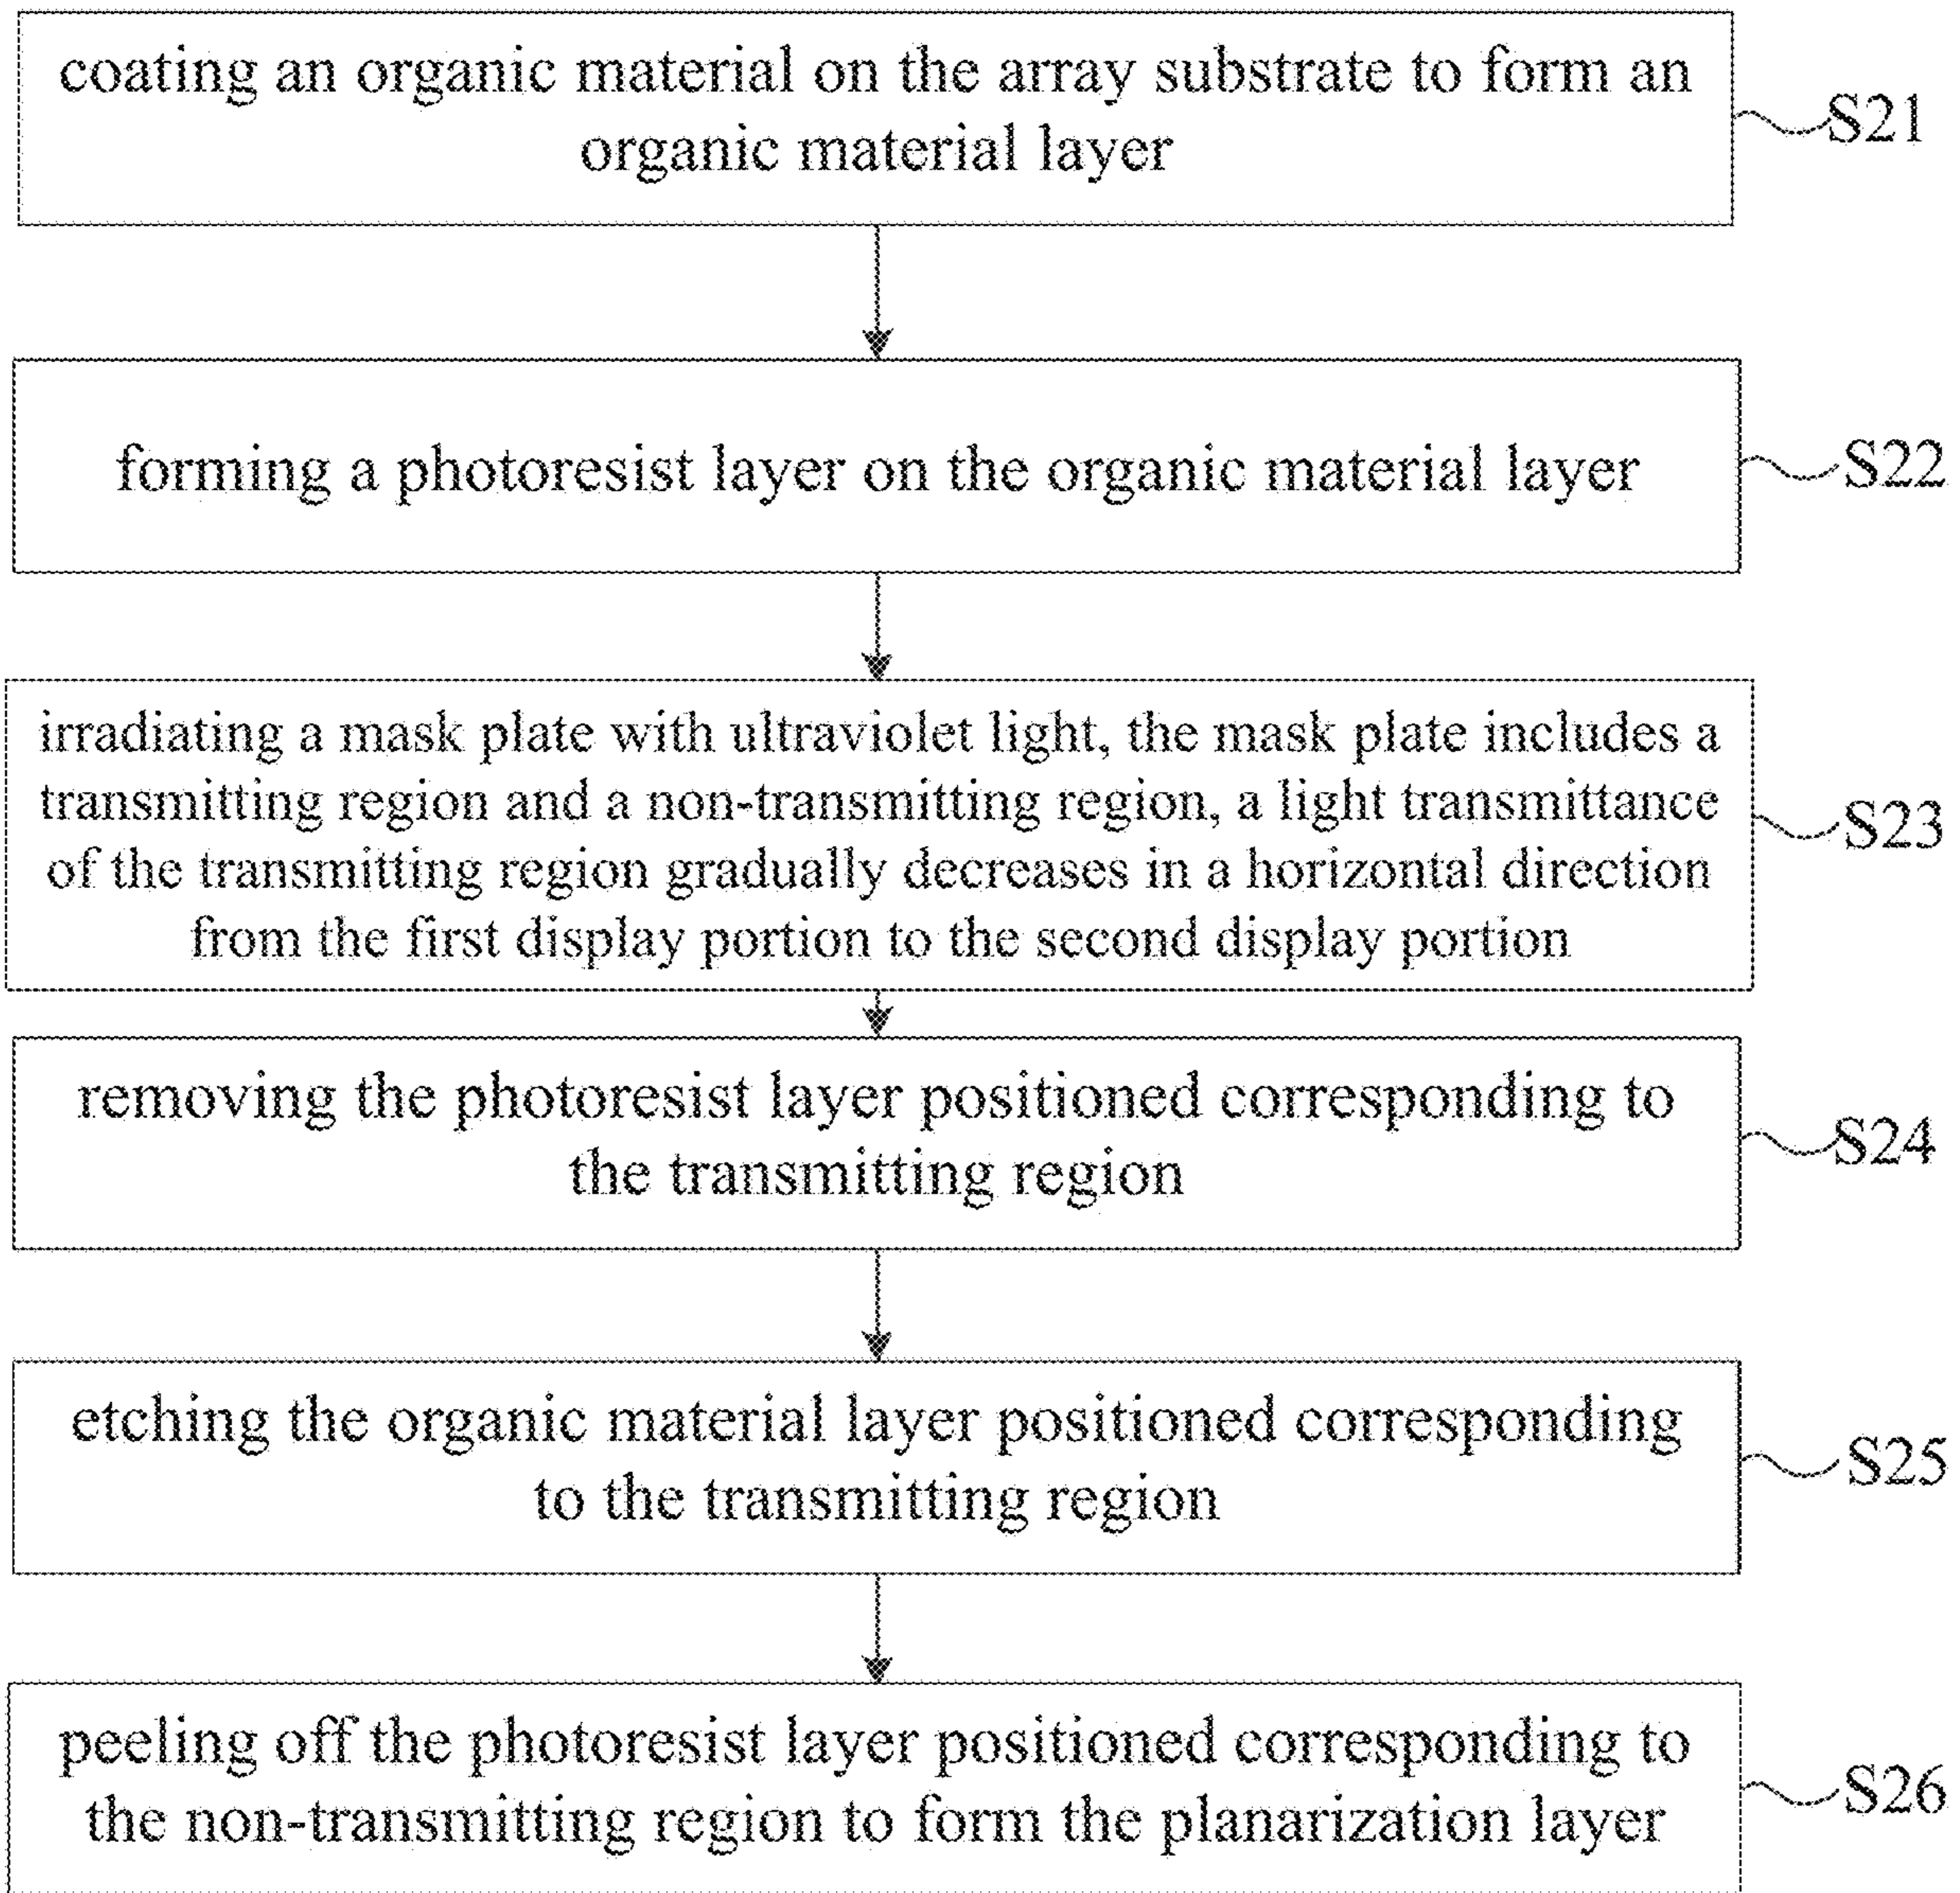 coating an organic material on the array substrate to form an
organic material layer
S21
forming a photoresist layer on the organic material layer
S22
irradiating a mask plate with ultraviolet light, the mask plate includes a
transmitting region and a non-transmitting region, a light transmittance
of the transmitting region gradually decreases in a horizontal direction
from the first display portion to the second display portion
S23
removing the photoresist layer positioned corresponding to
the transmitting region
S24
etching the organic material layer positioned corresponding
to the transmitting region
S25
peeling off the photoresist layer positioned corresponding to
the non-transmitting region to form the planarization layer
S26